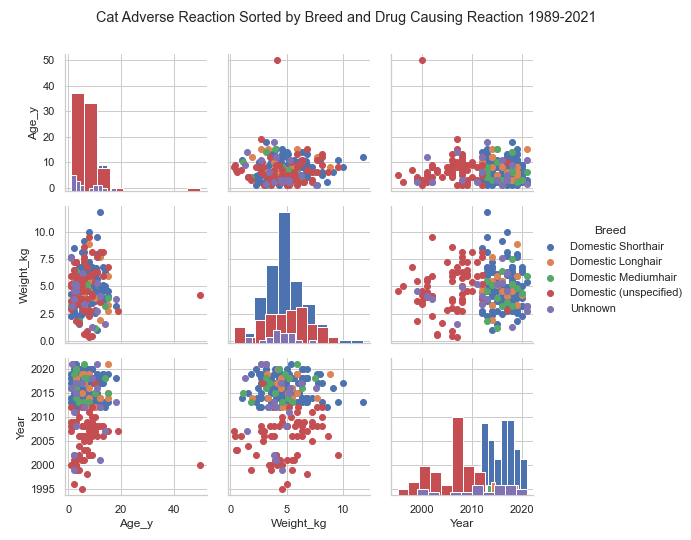 Cat Adverse Reaction Sorted by Breed and Drug Causing Reaction 1989-2021
50
40
30
20
10
0
Age_y
10.0
7.5
5.0
2.5
0.0
Weight_kg
Breed
Domestic Shorthair
Domestic Longhair
Domestic Mediumhair
Domestic (unspecified)
Unknown
2020
2015
2010
2005
2000
1995
Year
0 20 40
0 5 10
2000 2010 2020
Age_y
Weight_kg
Year